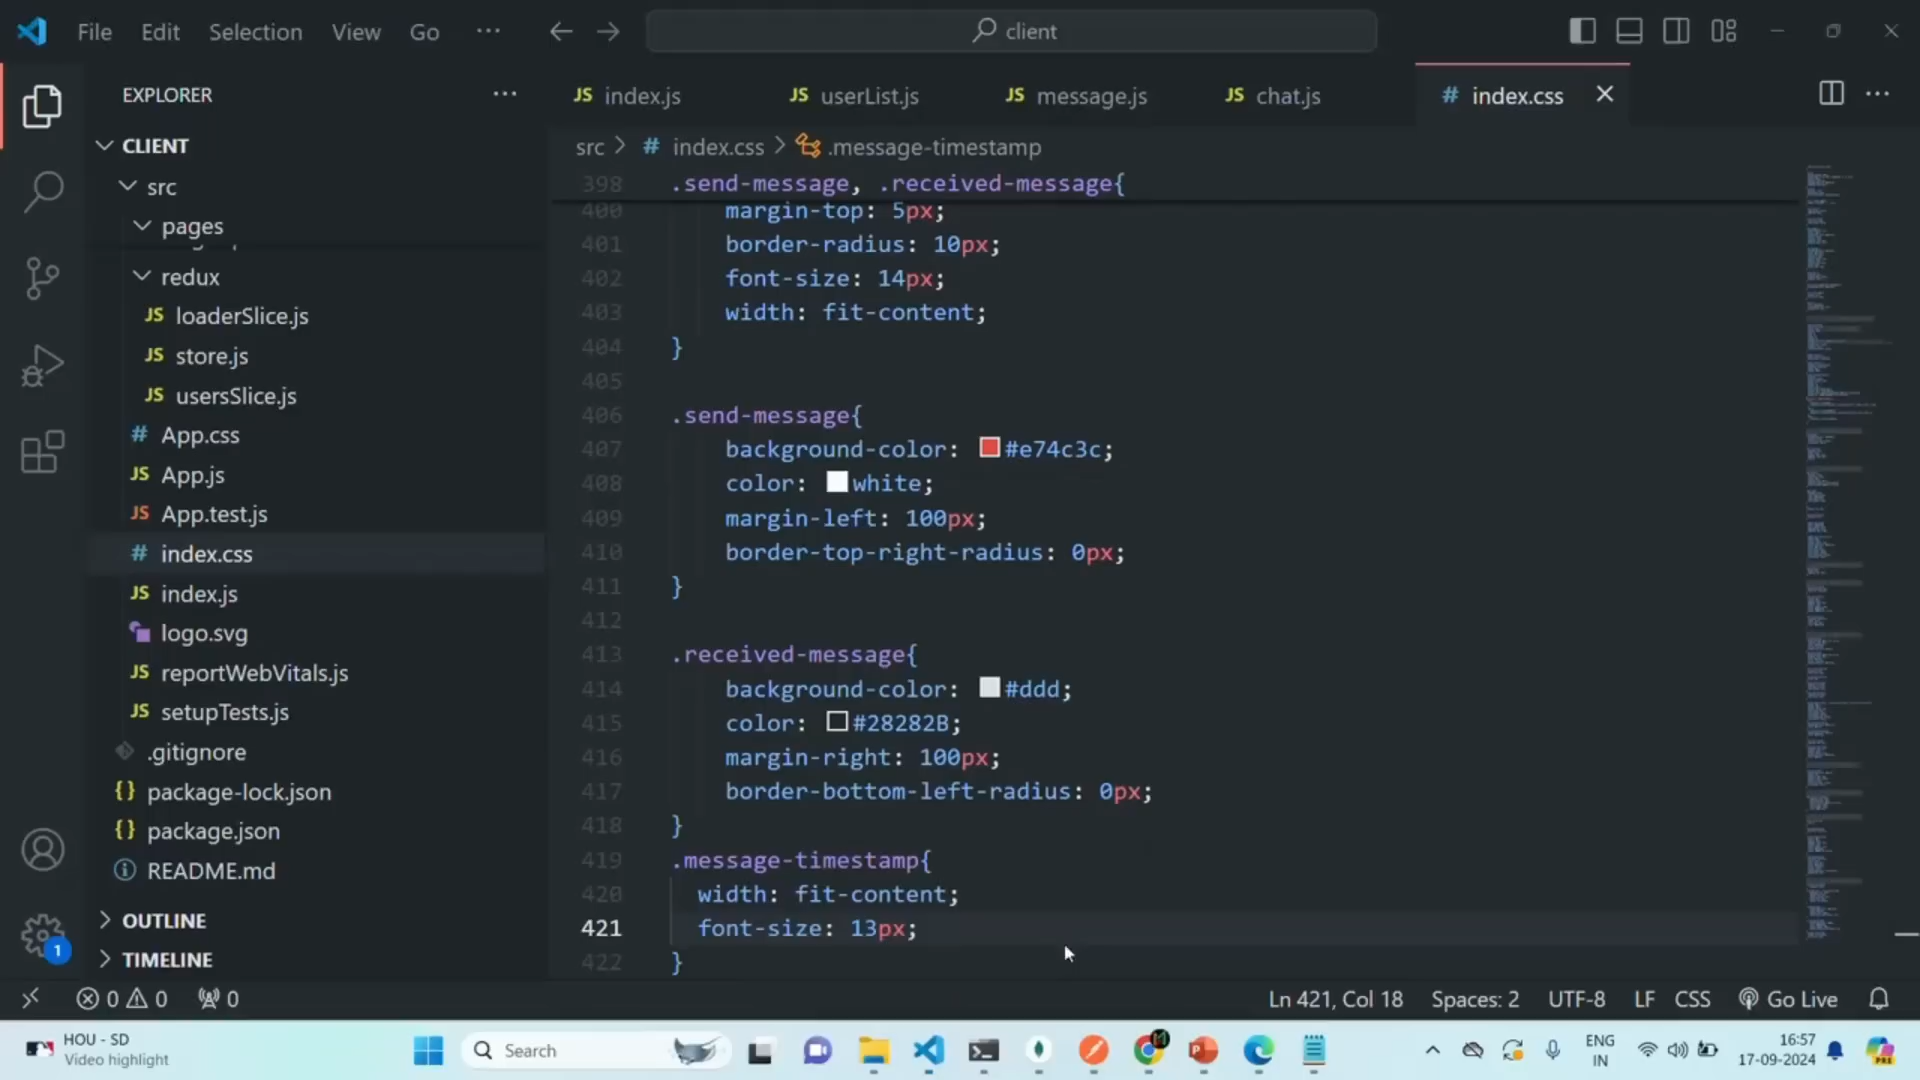 File Edit Selection View Go ··· client
EXPLORER ···
CLIENT
src
pages
redux
JS loaderSlice.js
JS store.js
JS usersSlice.js
# App.css
JS App.js
JS App.test.js
# index.css
JS index.js
logo.svg
JS reportWebVitals.js
JS setupTests.js
.gitignore
{} package-lock.json
{} package.json
README.md
OUTLINE
TIMELINE
1
JS index.js JS userList.js JS message.js JS chat.js # index.css
src > # index.css > .message-timestamp
398 .send-message, .received-message{
400 margin-top: 5px;
401 border-radius: 10px;
402 font-size: 14px;
403 width: fit-content;
404 }
405
406 .send-message{
407 background-color: #e74c3c;
408 color: white;
409 margin-left: 100px;
410 border-top-right-radius: 0px;
411 }
412
413 .received-message{
414 background-color: #ddd;
415 color: #28282B;
416 margin-right: 100px;
417 border-bottom-left-radius: 0px;
418 }
419 .message-timestamp{
420 width: fit-content;
421 font-size: 13px;
422 }
0 0 0 Ln 421, Col 18 Spaces: 2 UTF-8 LF CSS Go Live
HOU - SD
Video highlight
Search
ENG
IN
16:57
17-09-2024
PRE